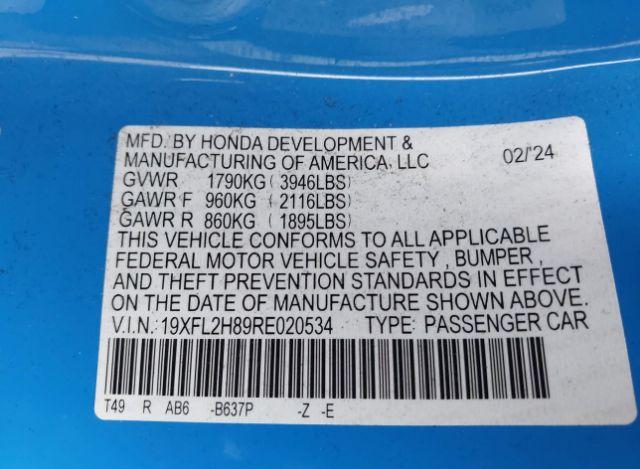 MFD. BY HONDA DEVELOPMENT &
MANUFACTURING OF AMERICA, LLC 02/'24
GVWR 1790KG ( 3946LBS)
GAWR F 960KG ( 2116LBS)
GAWR R 860KG ( 1895LBS)
THIS VEHICLE CONFORMS TO ALL APPLICABLE
FEDERAL MOTOR VEHICLE SAFETY , BUMPER ,
AND THEFT PREVENTION STANDARDS IN EFFECT
ON THE DATE OF MANUFACTURE SHOWN ABOVE.
V.I.N.: 19XFL2H89RE020534 TYPE: PASSENGER CAR
T49 R AB6 -B637P -Z -E